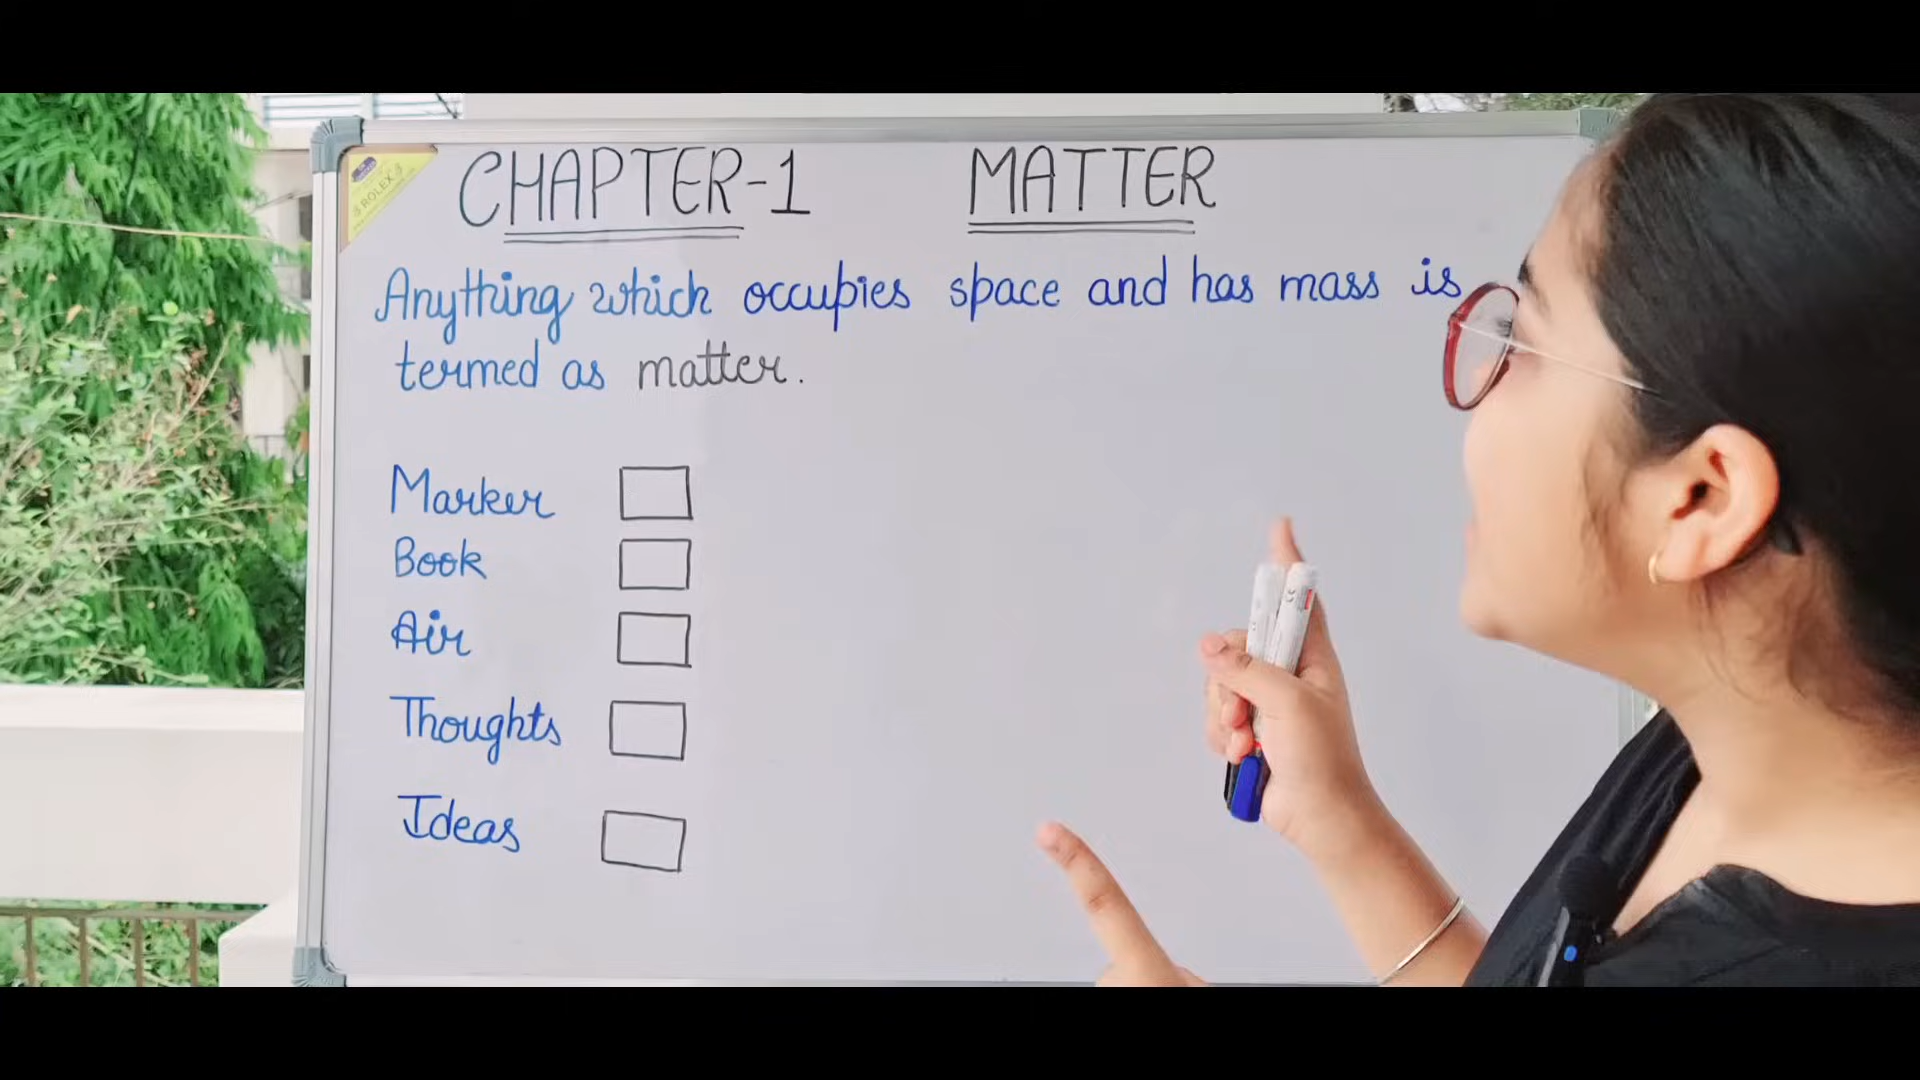 CHAPTER-1 MATTER
Anything which occupies space and has mass is
termed as matter.
Marker
Book
Air
Thoughts
Ideas
ROLEX